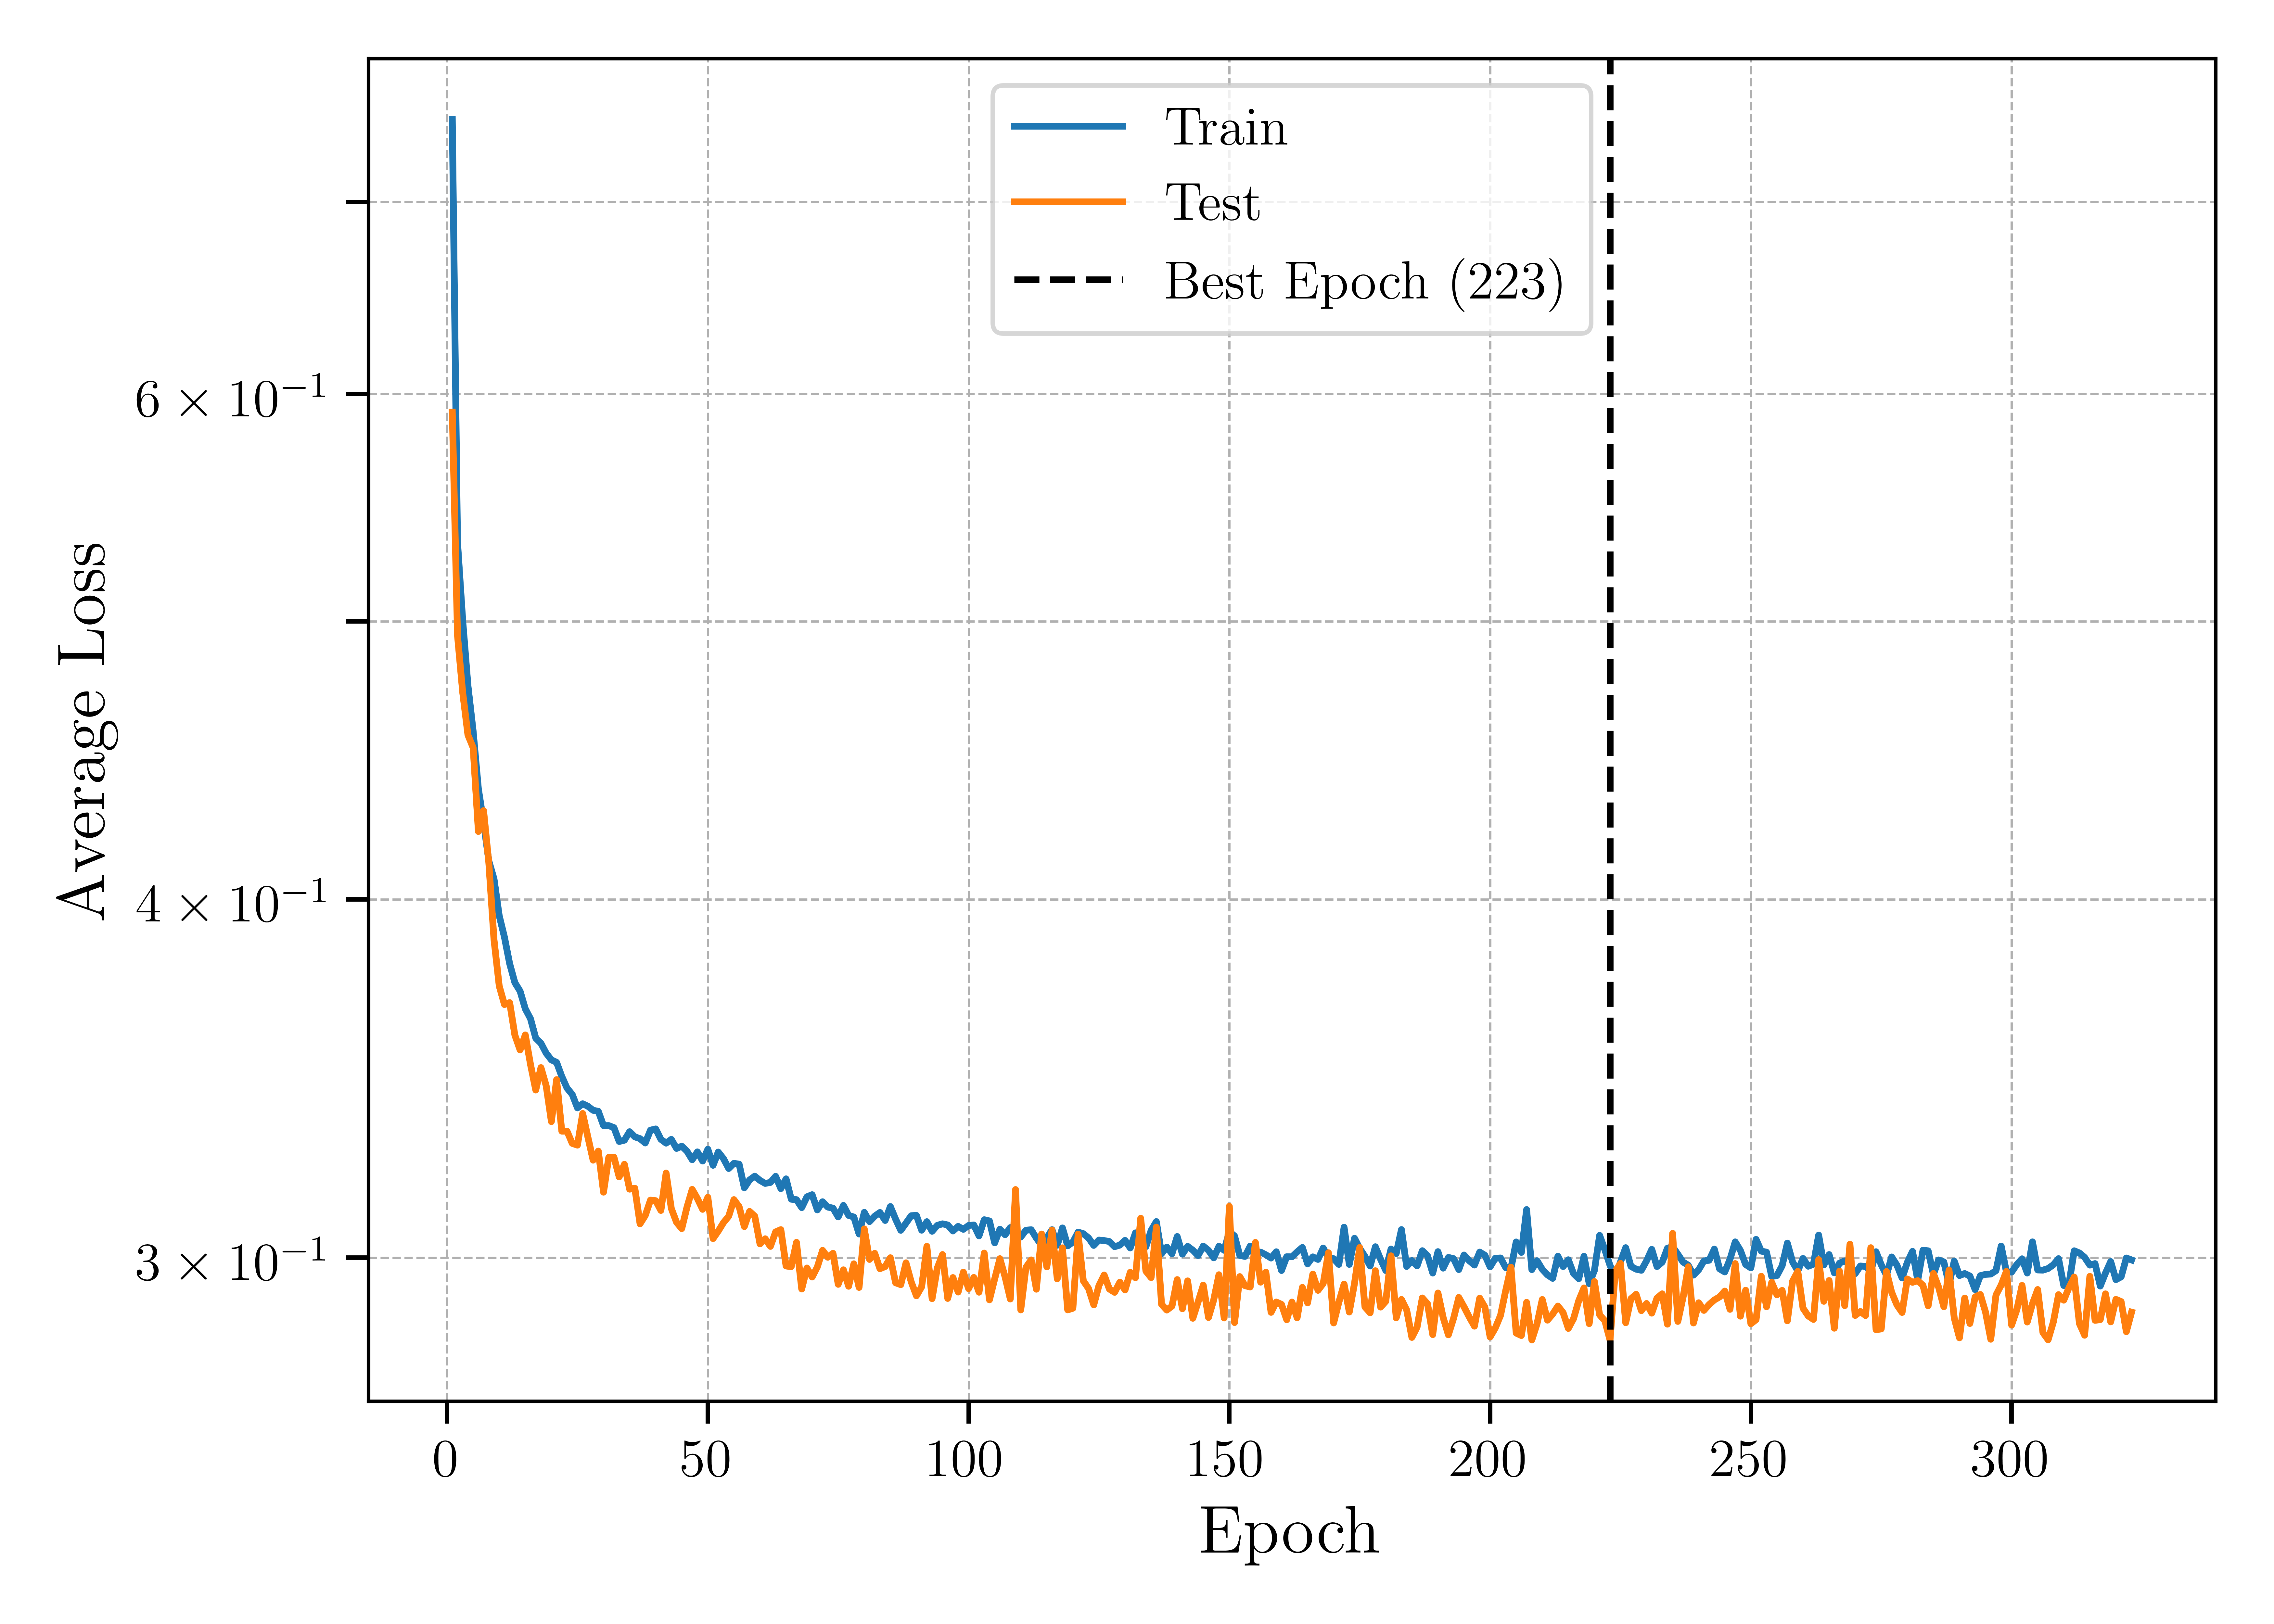 Train
Test
Best Epoch (223)
6 × 10⁻¹
4 × 10⁻¹
3 × 10⁻¹
Average Loss
0 50 100 150 200 250 300
Epoch